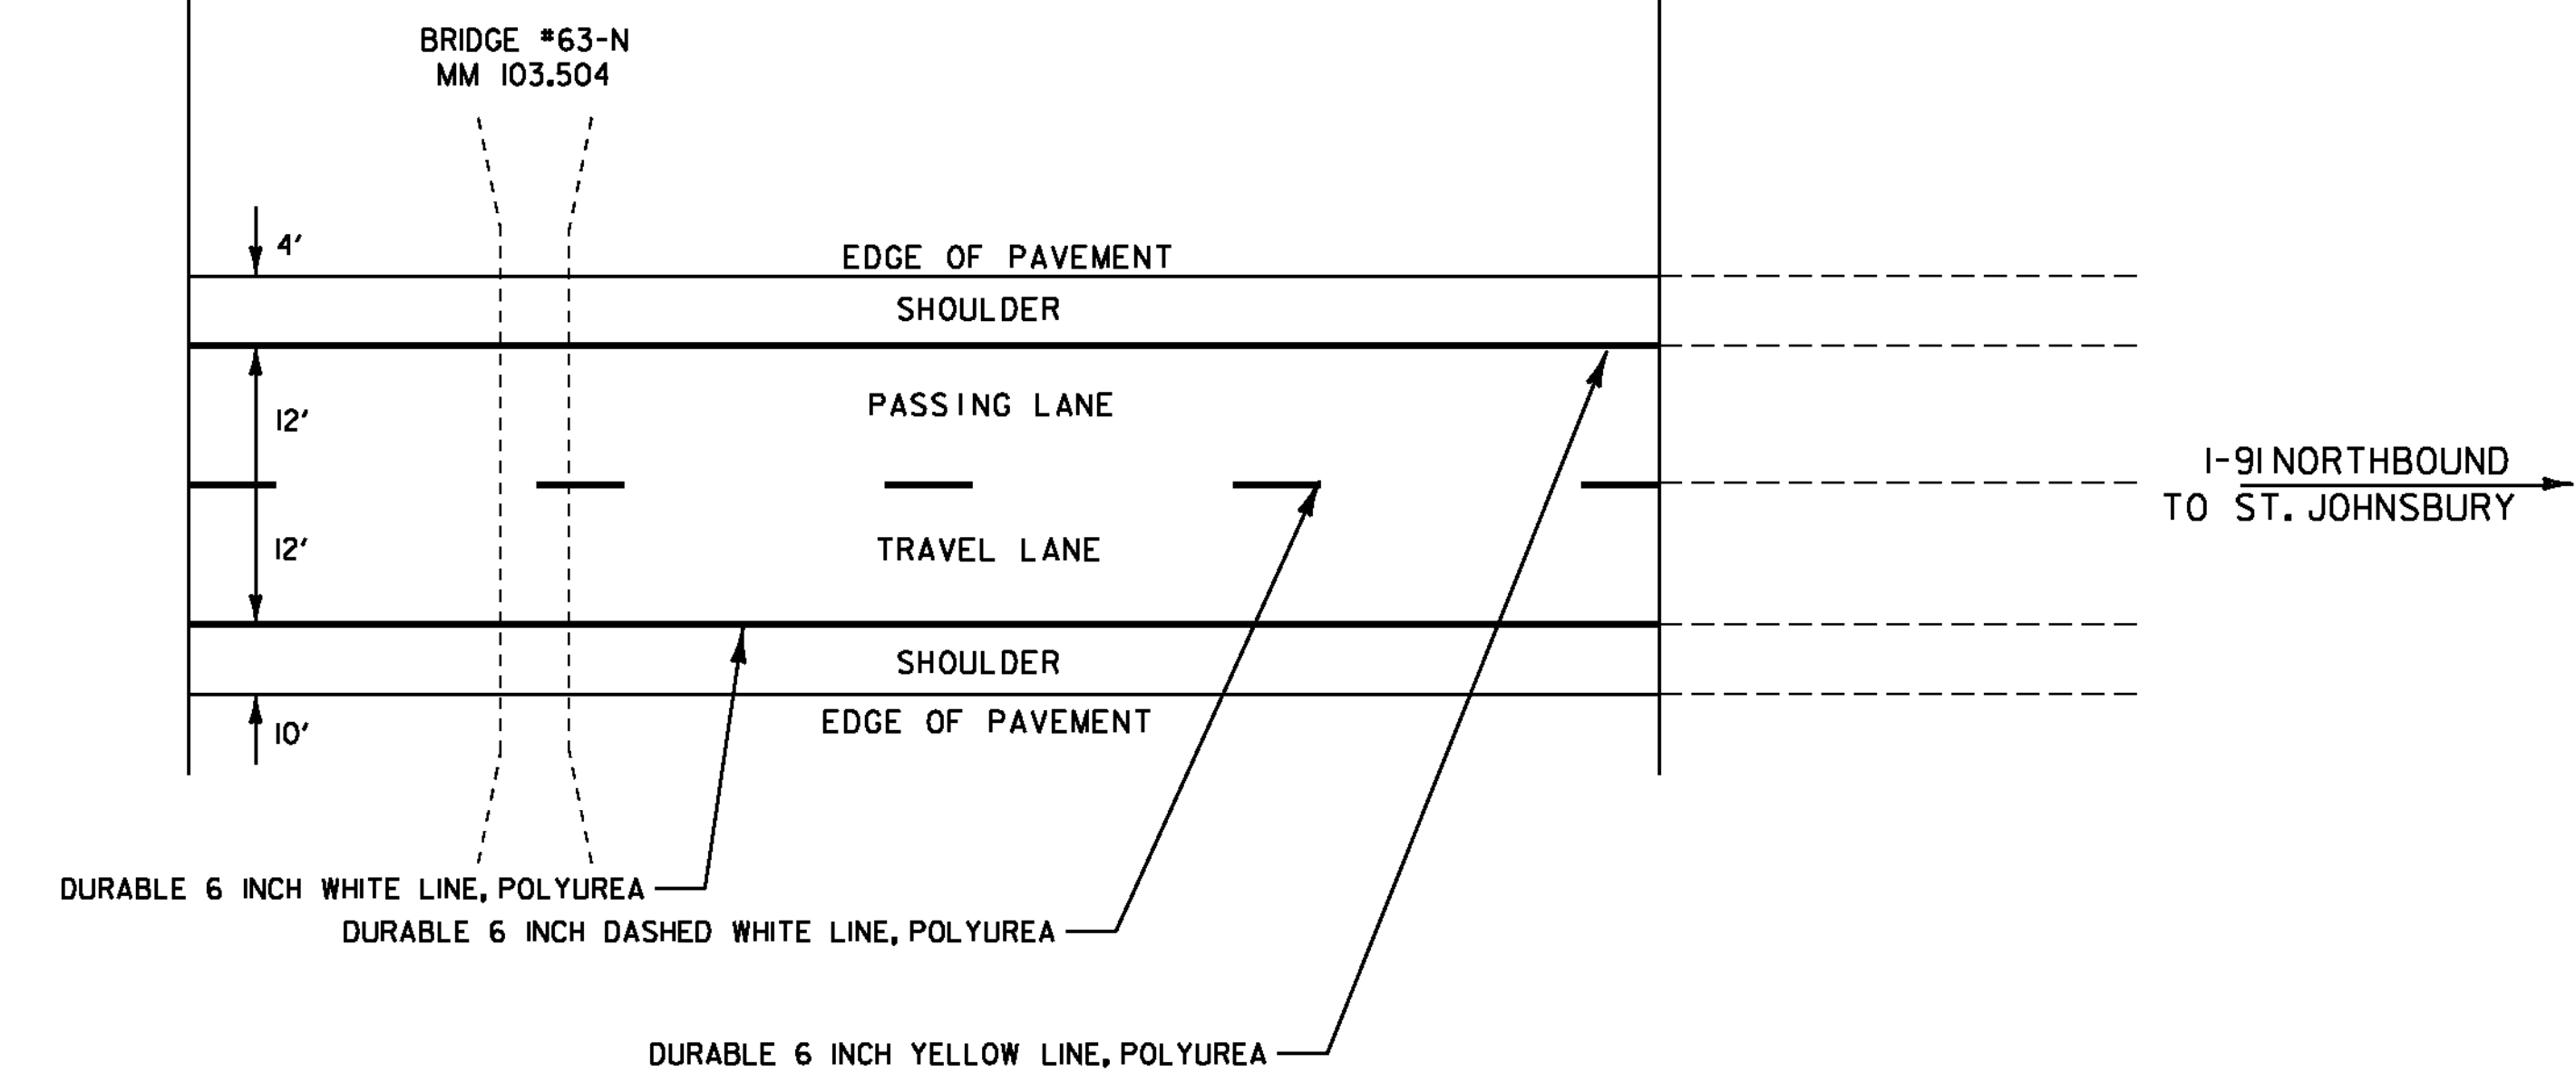 BRIDGE #63-N
MM 103.504
4'
EDGE OF PAVEMENT
SHOULDER
12'
PASSING LANE
I-91 NORTHBOUND
TO ST. JOHNSBURY
12'
TRAVEL LANE
SHOULDER
10'
EDGE OF PAVEMENT
DURABLE 6 INCH WHITE LINE, POLYUREA
DURABLE 6 INCH DASHED WHITE LINE, POLYUREA
DURABLE 6 INCH YELLOW LINE, POLYUREA